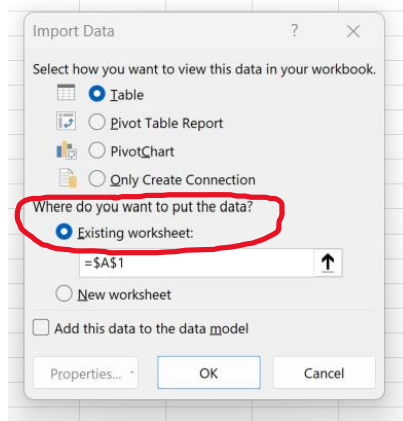 Import Data ?
Select how you want to view this data in your workbook.
Table
Pivot Table Report
PivotChart
Only Create Connection
Where do you want to put the data?
Existing worksheet:
=$A$1
New worksheet
Add this data to the data model
Properties... OK Cancel